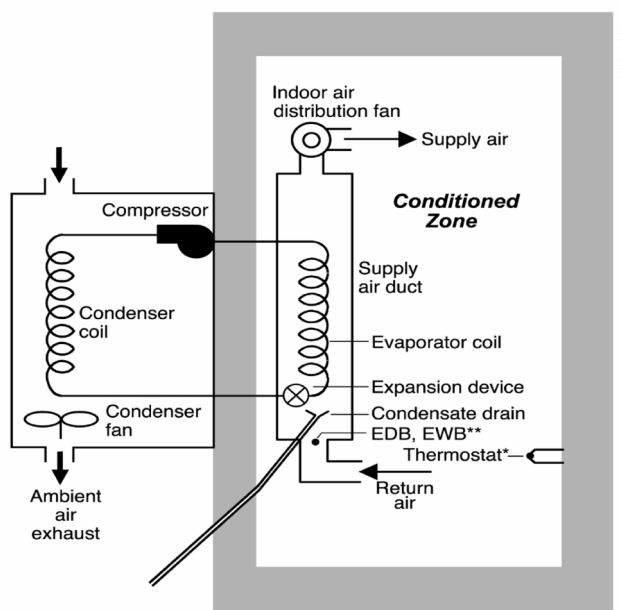 Indoor air
distribution fan
Supply air
Conditioned
Zone
Compressor
Supply
air duct
Condenser
coil
Evaporator coil
Expansion device
Condenser
fan
Condensate drain
EDB, EWB**
Thermostat*
Return
air
Ambient
air
exhaust